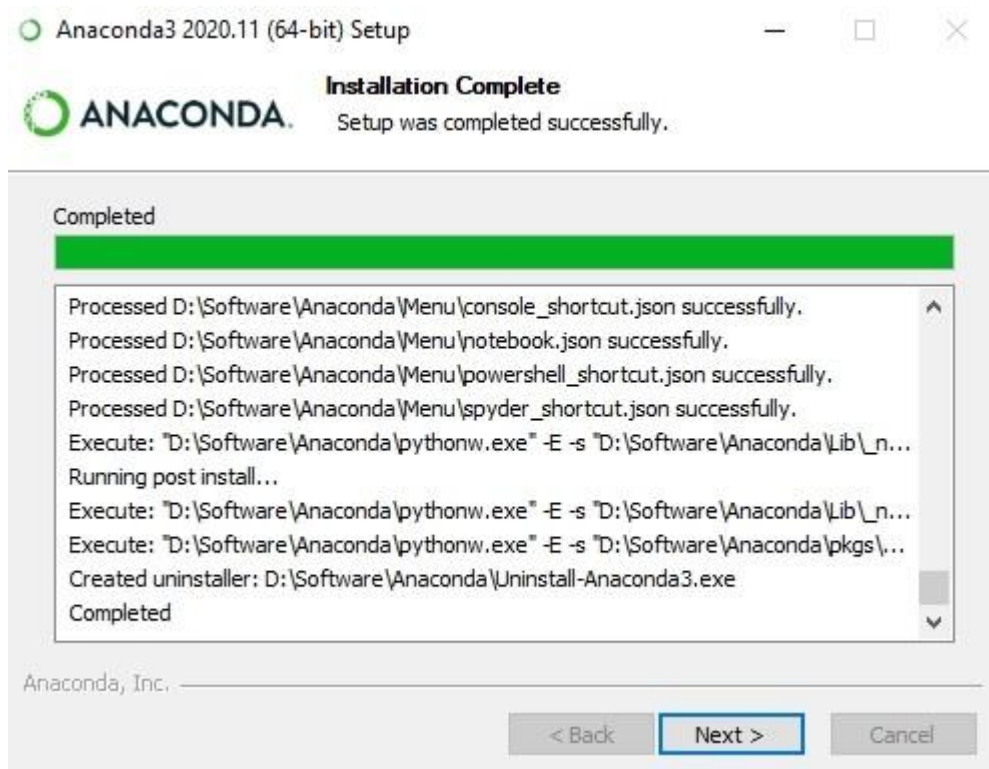 Anaconda3 2020.11 (64-bit) Setup
ANACONDA.
Installation Complete
Setup was completed successfully.
Completed
Processed D:\Software\Anaconda\Menu\console_shortcut.json successfully.
Processed D:\Software\Anaconda\Menu\notebook.json successfully.
Processed D:\Software\Anaconda\Menu\powershell_shortcut.json successfully.
Processed D:\Software\Anaconda\Menu\spyder_shortcut.json successfully.
Execute: "D:\Software\Anaconda\pythonw.exe" -E -s "D:\Software\Anaconda\Lib\_n...
Running post install...
Execute: "D:\Software\Anaconda\pythonw.exe" -E -s "D:\Software\Anaconda\Lib\_n...
Execute: "D:\Software\Anaconda\pythonw.exe" -E -s "D:\Software\Anaconda\pkgs\...
Created uninstaller: D:\Software\Anaconda\Uninstall-Anaconda3.exe
Completed
Anaconda, Inc.
< Back Next > Cancel